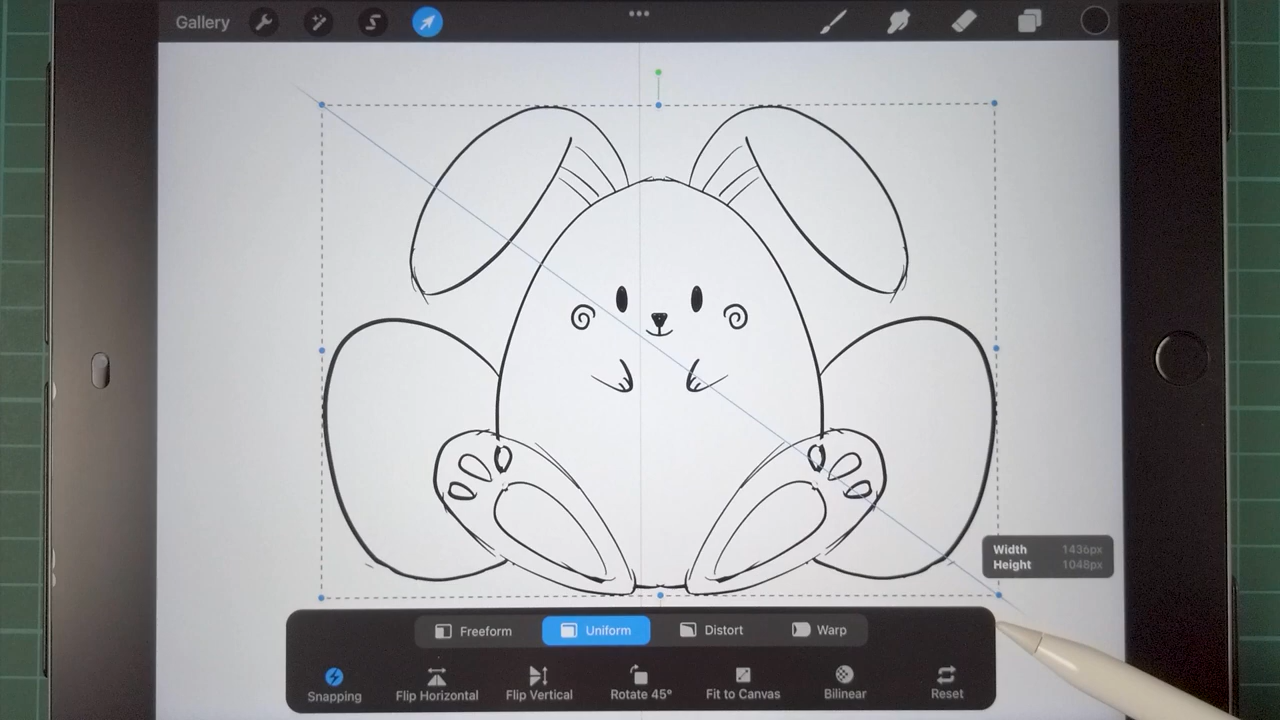 Gallery
Width 1436px
Height 1048px
Freeform Uniform Distort Warp
Snapping Flip Horizontal Flip Vertical Rotate 45° Fit to Canvas Bilinear Reset